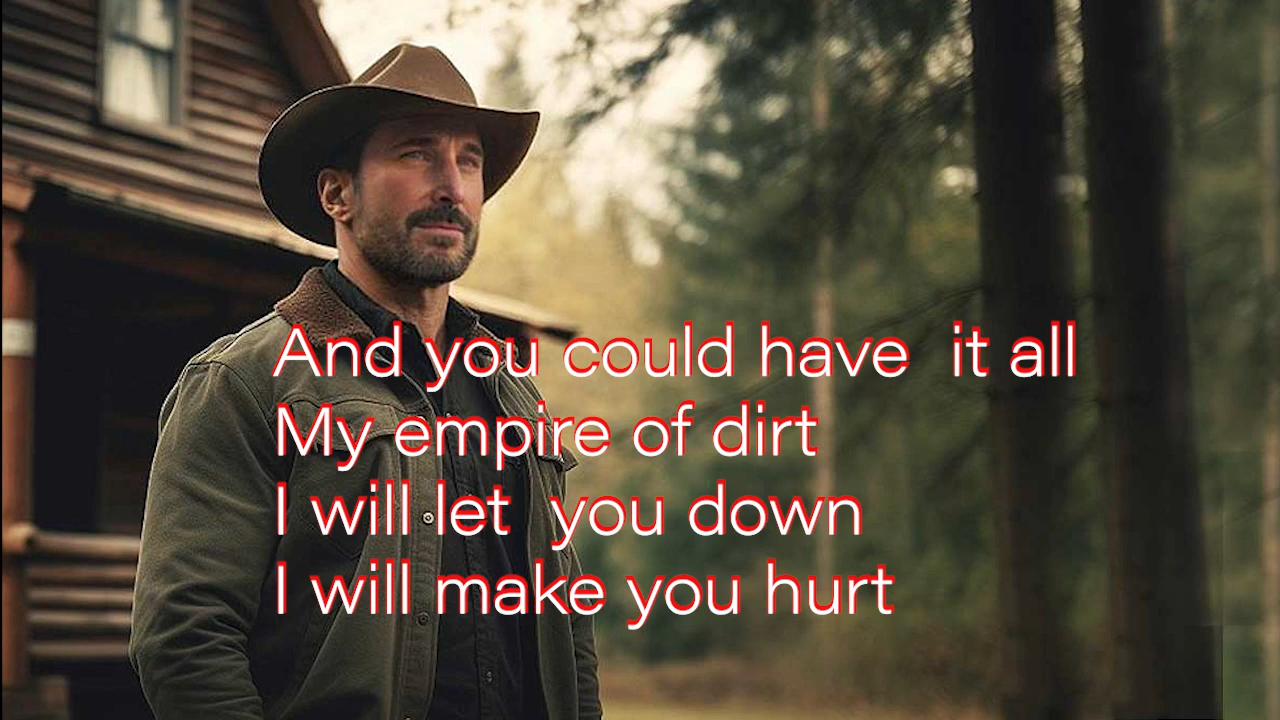 And you could have  it all
My empire of dirt
I will let  you down
I will make you hurt